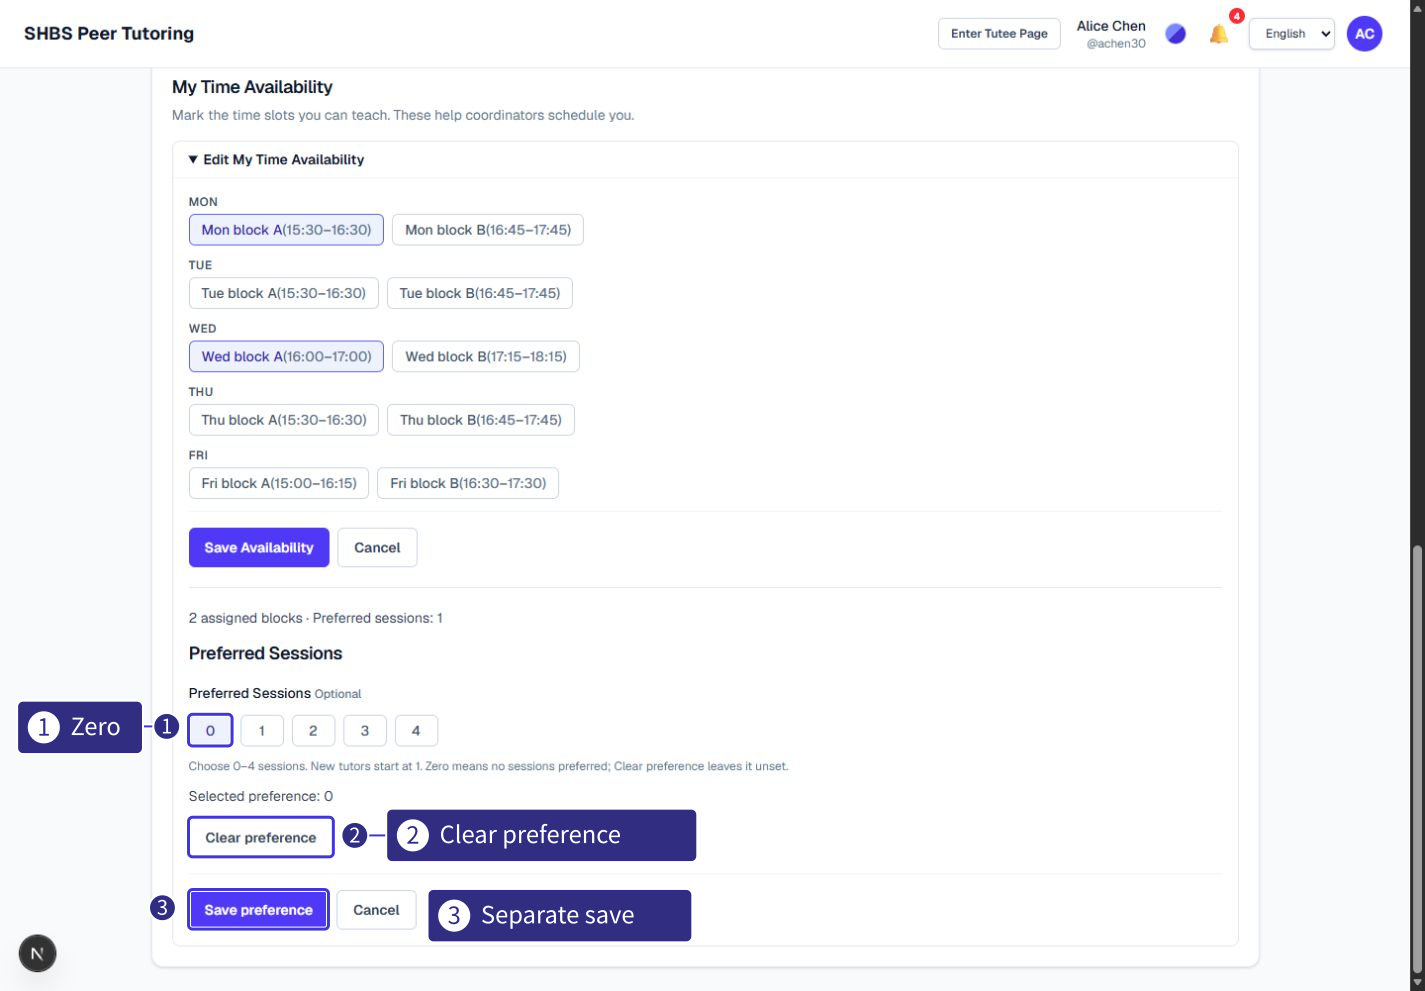 SHBS Peer Tutoring
Enter Tutee Page
Alice Chen
@achen30
4
English
AC
My Time Availability
Mark the time slots you can teach. These help coordinators schedule you.
▼ Edit My Time Availability
MON
Mon block A(15:30–16:30) Mon block B(16:45–17:45)
TUE
Tue block A(15:30–16:30) Tue block B(16:45–17:45)
WED
Wed block A(16:00–17:00) Wed block B(17:15–18:15)
THU
Thu block A(15:30–16:30) Thu block B(16:45–17:45)
FRI
Fri block A(15:00–16:15) Fri block B(16:30–17:30)
Save Availability Cancel
2 assigned blocks · Preferred sessions: 1
Preferred Sessions
Preferred Sessions Optional
1 Zero 1 0 1 2 3 4
Choose 0–4 sessions. New tutors start at 1. Zero means no sessions preferred; Clear preference leaves it unset.
Selected preference: 0
Clear preference 2 2 Clear preference
3 Save preference Cancel 3 Separate save
N